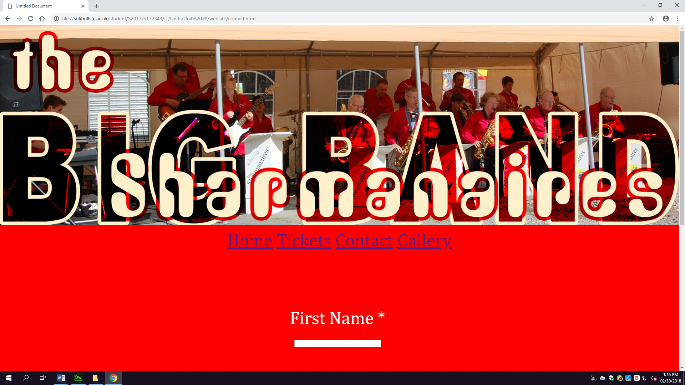 Untitled Document
the
BIG BAND
Sharmanaires
Home Tickets Contact Gallery
First Name *